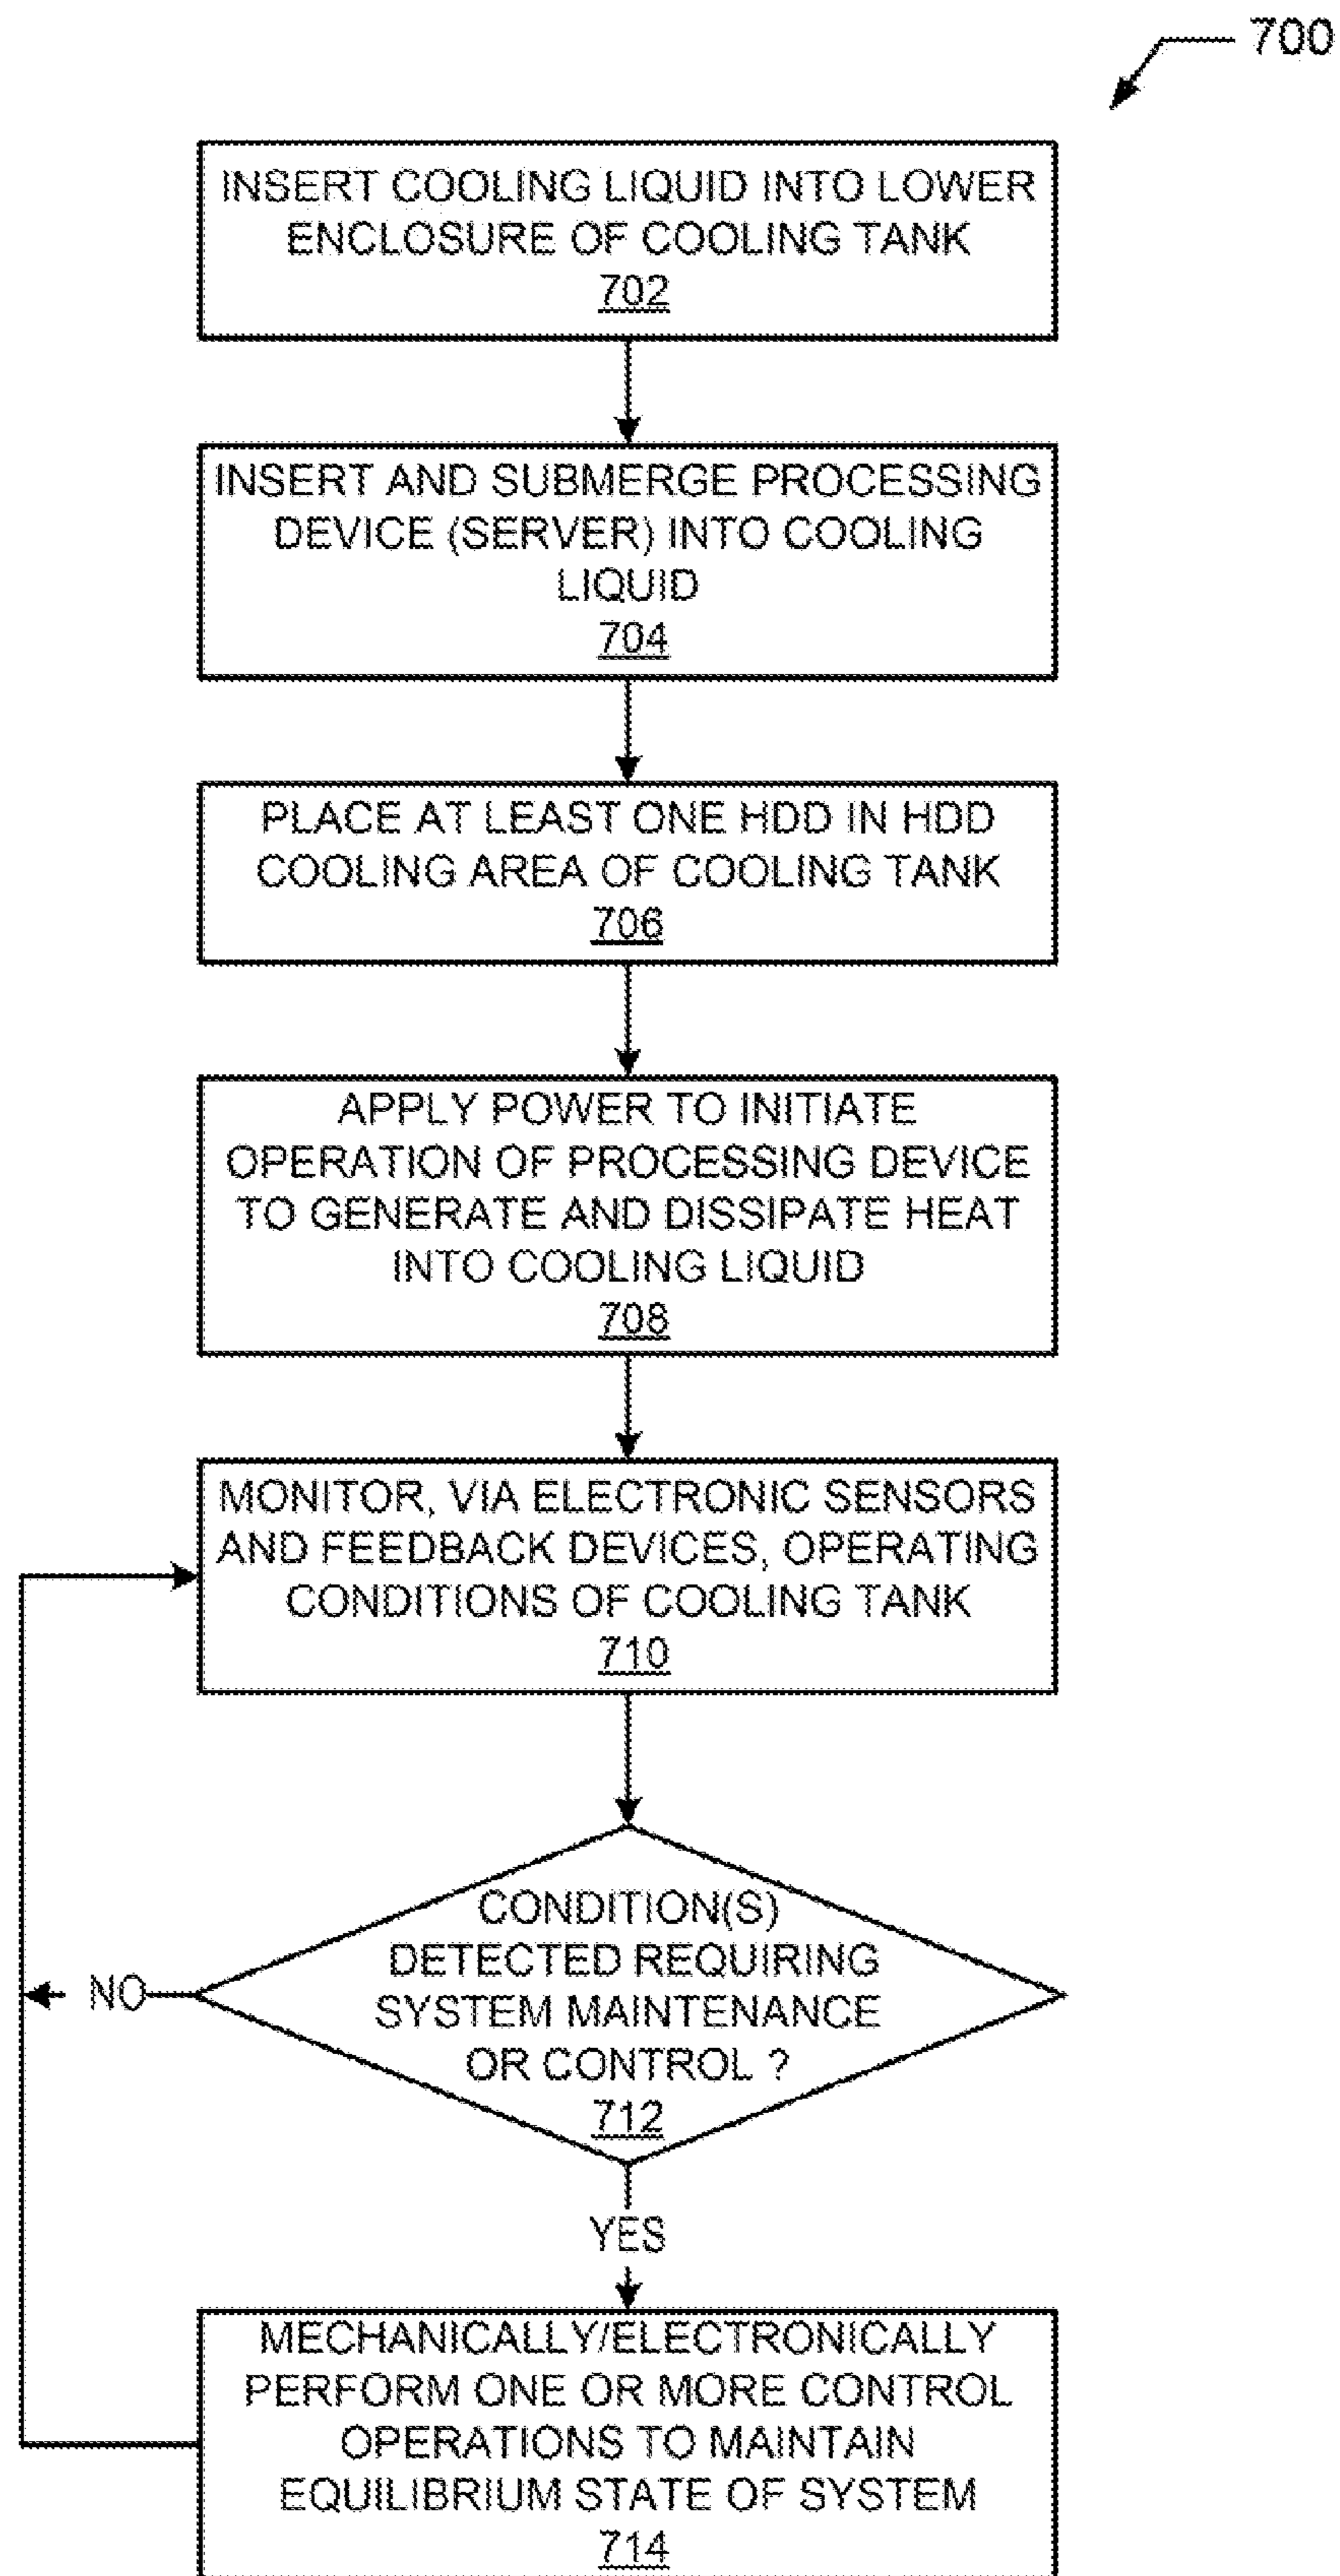 700
INSERT COOLING LIQUID INTO LOWER
ENCLOSURE OF COOLING TANK
702
INSERT AND SUBMERGE PROCESSING
DEVICE (SERVER) INTO COOLING
LIQUID
704
PLACE AT LEAST ONE HDD IN HDD
COOLING AREA OF COOLING TANK
706
APPLY POWER TO INITIATE
OPERATION OF PROCESSING DEVICE
TO GENERATE AND DISSIPATE HEAT
INTO COOLING LIQUID
708
MONITOR, VIA ELECTRONIC SENSORS
AND FEEDBACK DEVICES, OPERATING
CONDITIONS OF COOLING TANK
710
CONDITION(S)
DETECTED REQUIRING
SYSTEM MAINTENANCE
OR CONTROL ?
712
NO
YES
MECHANICALLY/ELECTRONICALLY
PERFORM ONE OR MORE CONTROL
OPERATIONS TO MAINTAIN
EQUILIBRIUM STATE OF SYSTEM
714